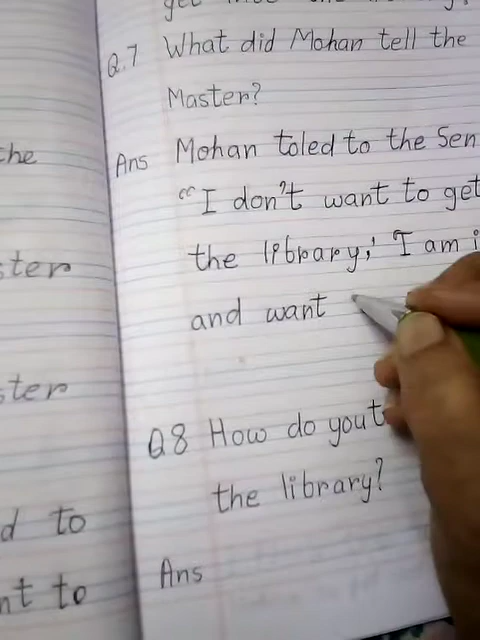 the
ster
ster
d to
nt to
Q.7 What did Mohan tell the
Master?
Ans Mohan toled to the Sen
"I don't want to get
the library; I am i
and want
Q8 How do you t
the library?
Ans